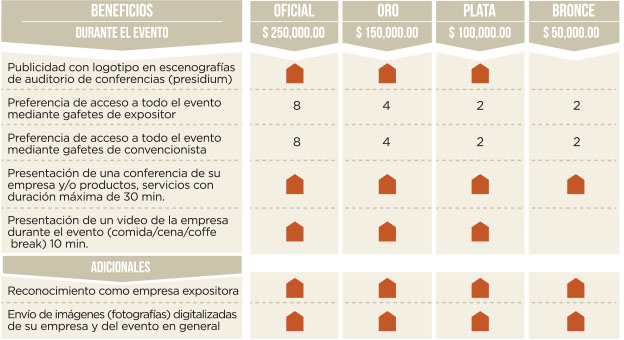 BENEFICIOS OFICIAL ORO PLATA BRONCE
DURANTE EL EVENTO $ 250,000.00 $ 150,000.00 $ 100,000.00 $ 50,000.00
Publicidad con logotipo en escenografías
de auditorio de conferencias (presidium)
Preferencia de acceso a todo el evento
mediante gafetes de expositor
8 4 2 2
Preferencia de acceso a todo el evento
mediante gafetes de convencionista
8 4 2 2
Presentación de una conferencia de su
empresa y/o productos, servicios con
duración máxima de 30 min.
Presentación de un video de la empresa
durante el evento (comida/cena/coffe
break) 10 min.
ADICIONALES
Reconocimiento como empresa expositora
Envío de imágenes (fotografías) digitalizadas
de su empresa y del evento en general